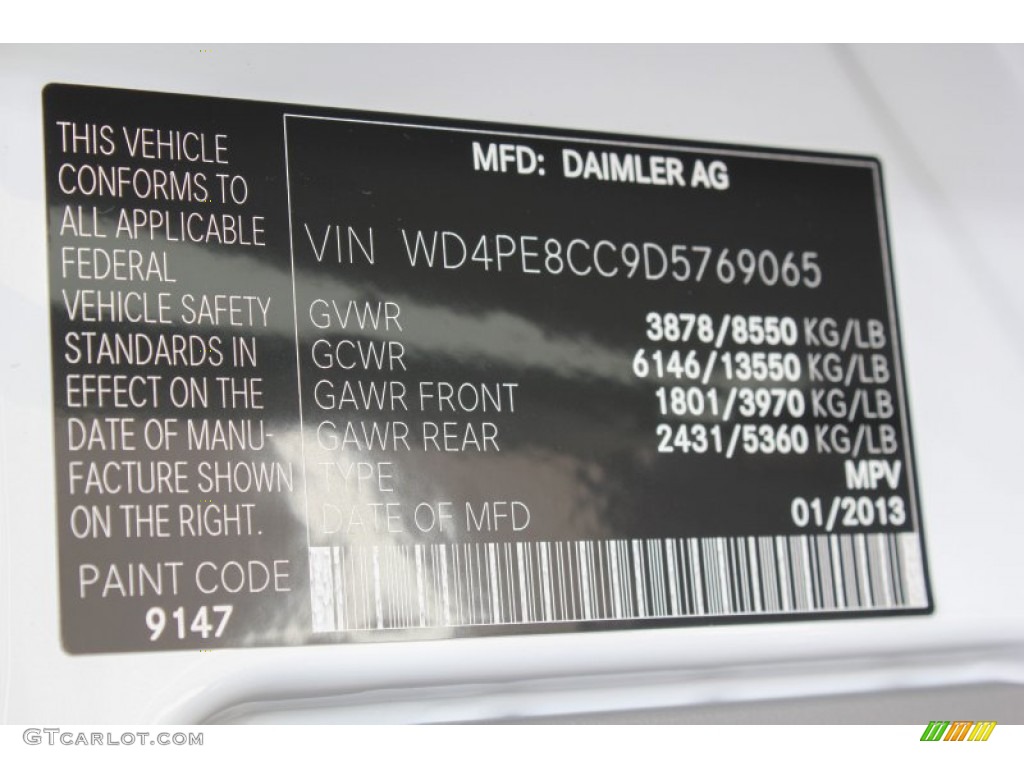 THIS VEHICLE
CONFORMS TO
ALL APPLICABLE
FEDERAL
VEHICLE SAFETY
STANDARDS IN
EFFECT ON THE
DATE OF MANU-
FACTURE SHOWN
ON THE RIGHT.
PAINT CODE
9147
MFD: DAIMLER AG
VIN WD4PE8CC9D5769065
GVWR 3878/8550 KG/LB
GCWR 6146/13550 KG/LB
GAWR FRONT 1801/3970 KG/LB
GAWR REAR 2431/5360 KG/LB
TYPE MPV
DATE OF MFD 01/2013
GTCARLOT.COM